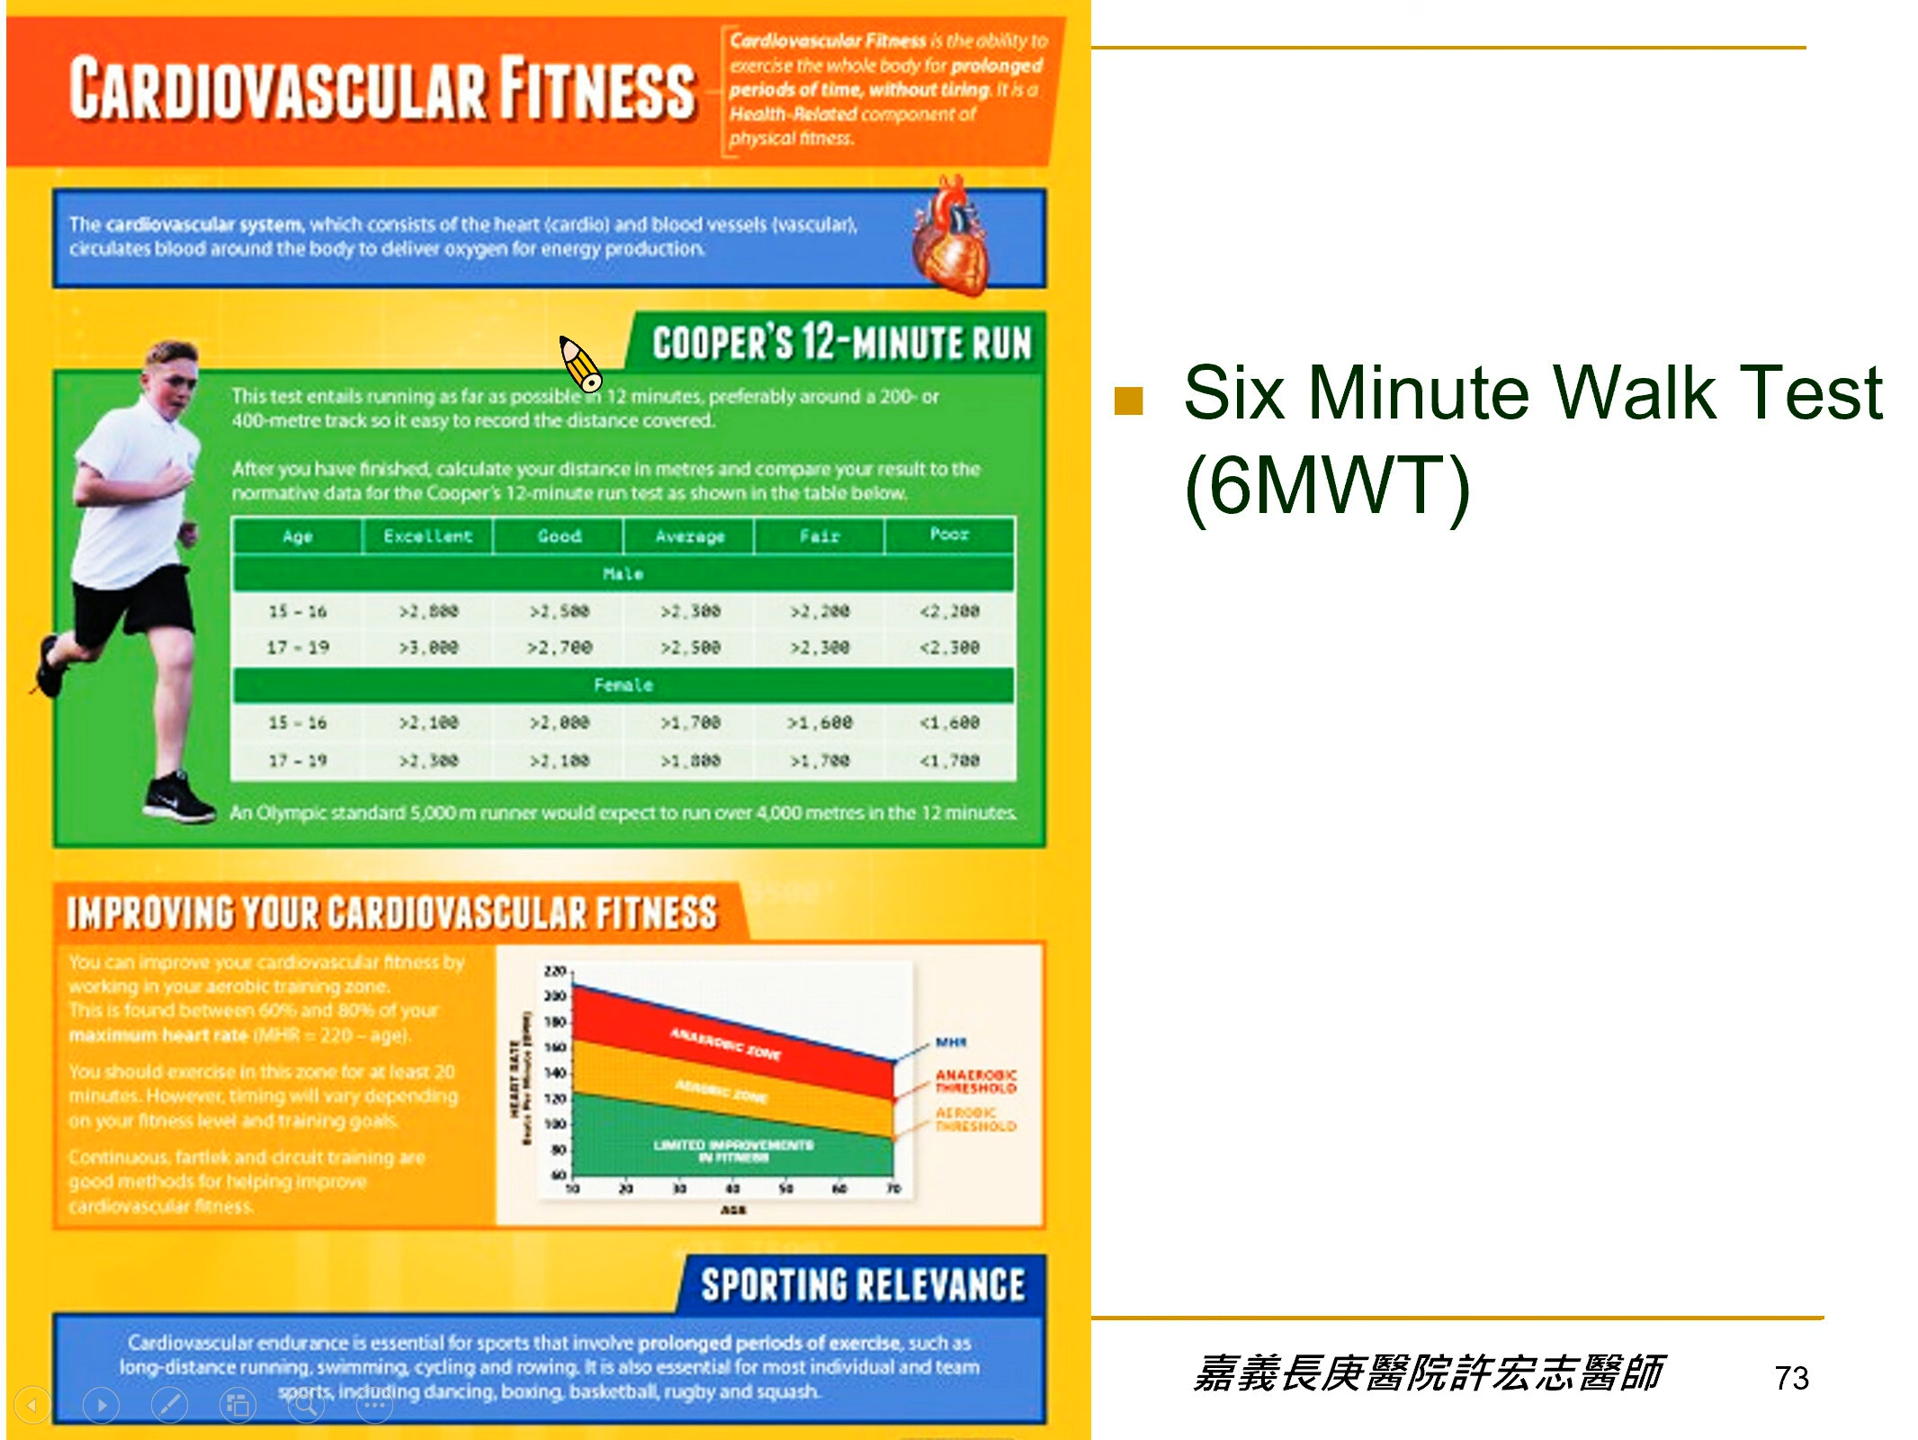 CARDIOVASCULAR FITNESS
Cardiovascular Fitness is the ability to
exercise the whole body for prolonged
periods of time, without tiring. It is a
Health-Related component of
physical fitness.
The cardiovascular system, which consists of the heart (cardio) and blood vessels (vascular),
circulates blood around the body to deliver oxygen for energy production.
COOPER'S 12-MINUTE RUN
This test entails running as far as possible in 12 minutes, preferably around a 200- or
400-metre track so it easy to record the distance covered.
After you have finished, calculate your distance in metres and compare your result to the
normative data for the Cooper's 12-minute run test as shown in the table below.
Age Excellent Good Average Fair Poor
Male
15 - 16 >2,800 >2,500 >2,300 >2,200 <2,200
17 - 19 >3,000 >2,700 >2,500 >2,300 <2,300
Female
15 - 16 >2,100 >2,000 >1,700 >1,600 <1,600
17 - 19 >2,300 >2,100 >1,800 >1,700 <1,700
An Olympic standard 5,000 m runner would expect to run over 4,000 metres in the 12 minutes.
IMPROVING YOUR CARDIOVASCULAR FITNESS
You can improve your cardiovascular fitness by
working in your aerobic training zone.
This is found between 60% and 80% of your
maximum heart rate (MHR = 220 – age).
You should exercise in this zone for at least 20
minutes. However, timing will vary depending
on your fitness level and training goals.
Continuous, fartlek and circuit training are
good methods for helping improve
cardiovascular fitness.
HEART RATE
Beats Per Minute (BPM)
220
200
180
160
140
120
100
80
60
10 20 30 40 50 60 70
AGE
ANAEROBIC ZONE
AEROBIC ZONE
LIMITED IMPROVEMENTS
IN FITNESS
MHR
ANAEROBIC
THRESHOLD
AEROBIC
THRESHOLD
SPORTING RELEVANCE
Cardiovascular endurance is essential for sports that involve prolonged periods of exercise, such as
long-distance running, swimming, cycling and rowing. It is also essential for most individual and team
sports, including dancing, boxing, basketball, rugby and squash.
Six Minute Walk Test
(6MWT)
嘉義長庚醫院許宏志醫師
73